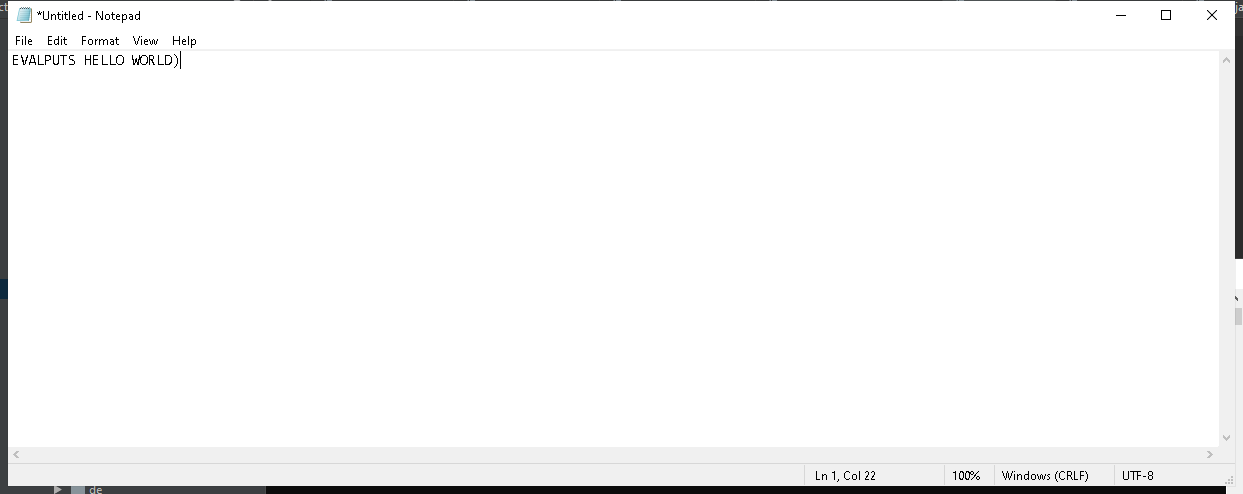 *Untitled - Notepad
File Edit Format View Help
EVALPUTS HELLO WORLD)
Ln 1, Col 22 100% Windows (CRLF) UTF-8
de